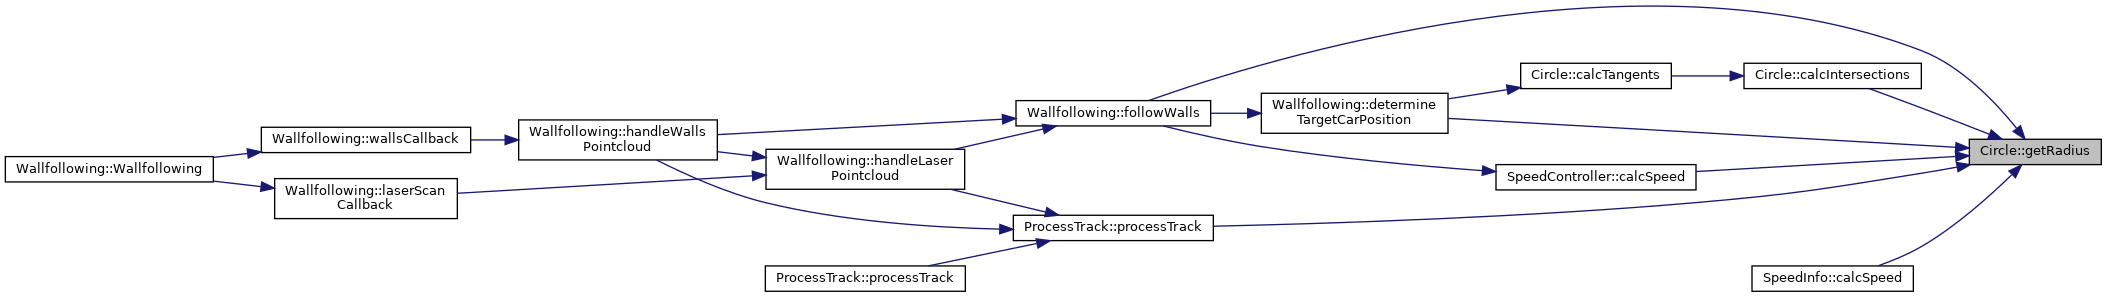 Wallfollowing::Wallfollowing
Wallfollowing::wallsCallback
Wallfollowing::laserScan
Callback
Wallfollowing::handleWalls
Pointcloud
Wallfollowing::handleLaser
Pointcloud
ProcessTrack::processTrack
Wallfollowing::followWalls
ProcessTrack::processTrack
Wallfollowing::determine
TargetCarPosition
Circle::calcTangents
SpeedController::calcSpeed
Circle::calcIntersections
SpeedInfo::calcSpeed
Circle::getRadius